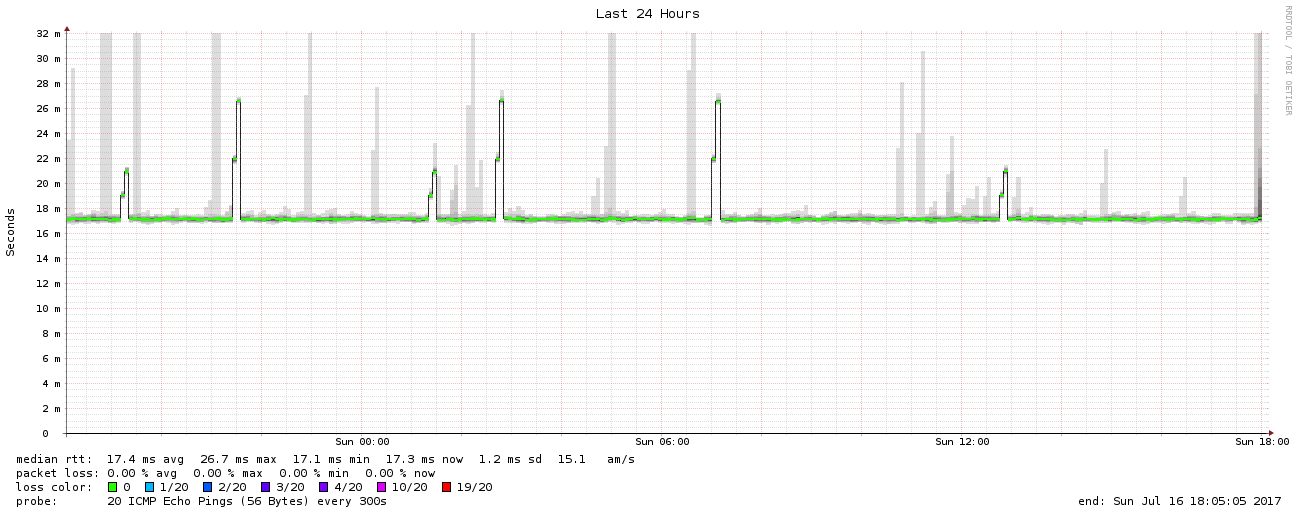 Last 24 Hours
RRDTOOL / TOBI OETIKER
Seconds
32 m
30 m
28 m
26 m
24 m
22 m
20 m
18 m
16 m
14 m
12 m
10 m
8 m
6 m
4 m
2 m
0
Sun 00:00 Sun 06:00 Sun 12:00 Sun 18:00
median rtt: 17.4 ms avg 26.7 ms max 17.1 ms min 17.3 ms now 1.2 ms sd 15.1 am/s
packet loss: 0.00 % avg 0.00 % max 0.00 % min 0.00 % now
loss color: 0 1/20 2/20 3/20 4/20 10/20 19/20
probe: 20 ICMP Echo Pings (56 Bytes) every 300s end: Sun Jul 16 18:05:05 2017